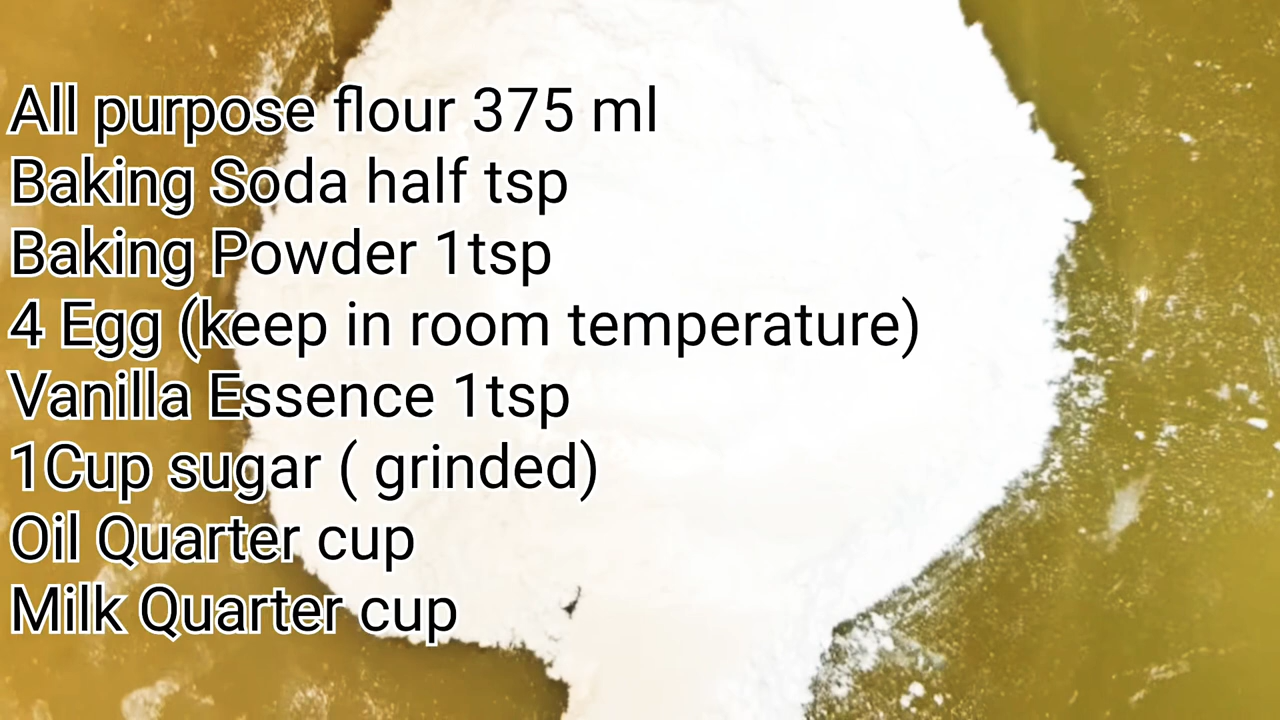 All purpose flour 375 ml
Baking Soda half tsp
Baking Powder 1tsp
4 Egg (keep in room temperature)
Vanilla Essence 1tsp
1Cup sugar ( grinded)
Oil Quarter cup
Milk Quarter cup